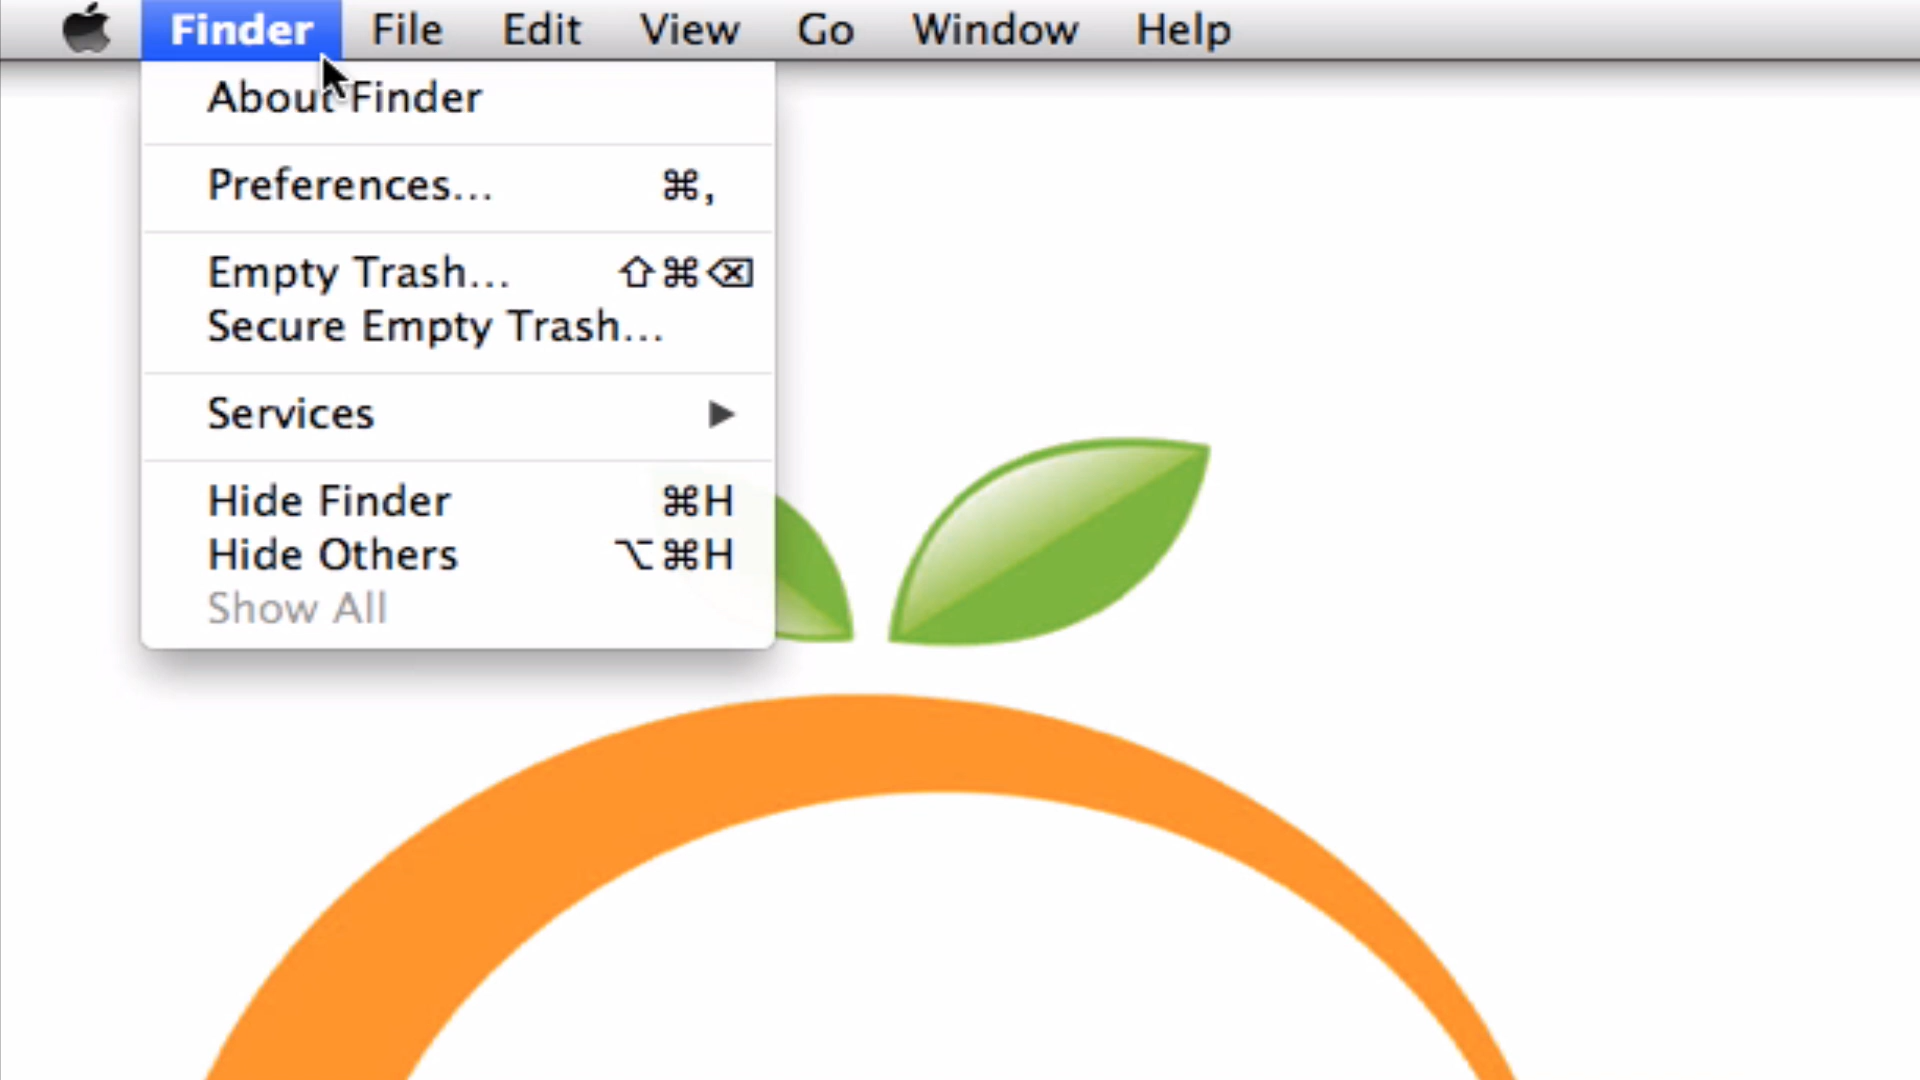 Finder File Edit View Go Window Help
About Finder
Preferences... ⌘,
Empty Trash... ⇧⌘⌫
Secure Empty Trash...
Services ▶
Hide Finder ⌘H
Hide Others ⌥⌘H
Show All